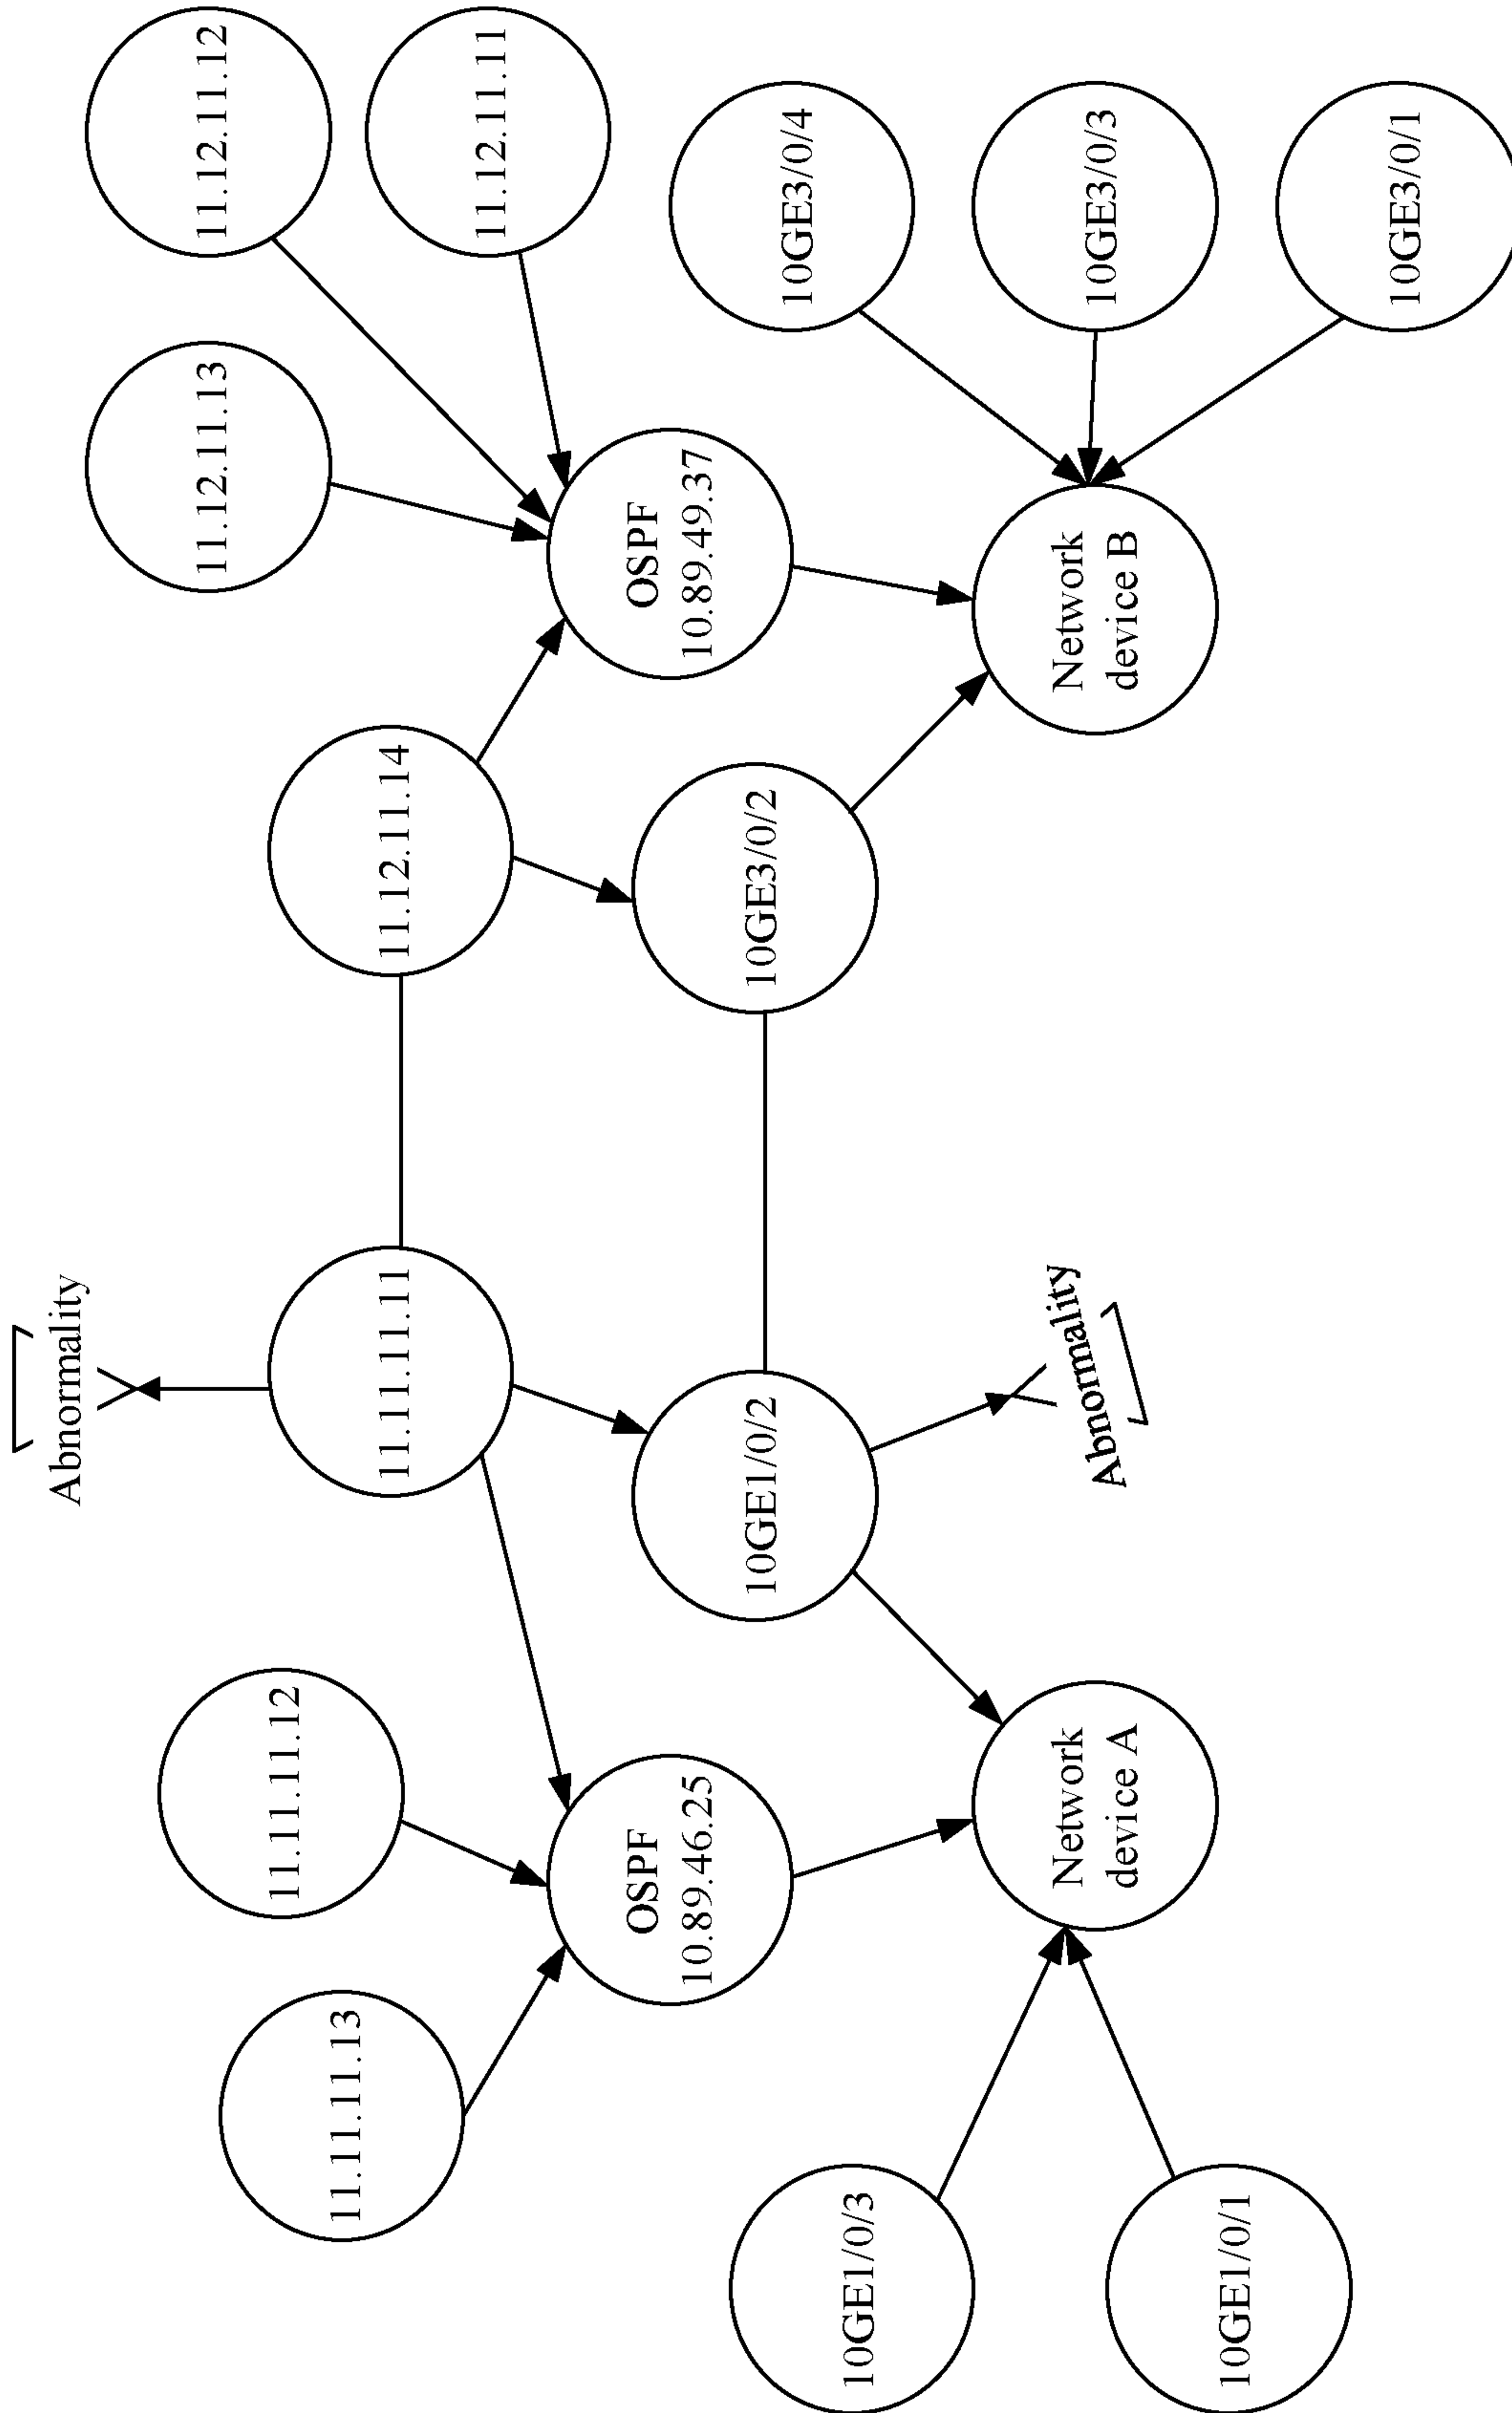 Abnormality
11.11.11.13
11.11.11.12
11.11.11.11
11.12.11.14
11.12.11.13
11.12.11.12
11.12.11.11
OSPF
10.89.46.25
10GE1/0/2
10GE3/0/2
OSPF
10.89.49.37
10GE1/0/3
10GE1/0/1
Network
device A
Abnormality
Network
device B
10GE3/0/4
10GE3/0/3
10GE3/0/1